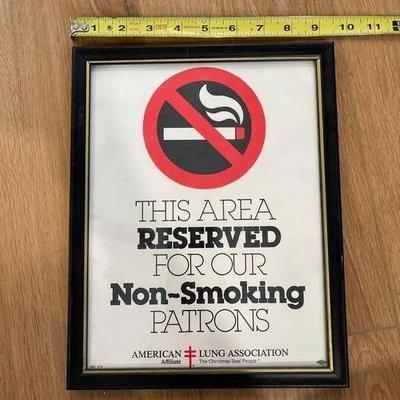 1 2 3 4 5 6 7 8 9 10 11
THIS AREA
RESERVED
FOR OUR
Non~Smoking
PATRONS
AMERICAN LUNG ASSOCIATION
Affiliate The Christmas Seal People ®